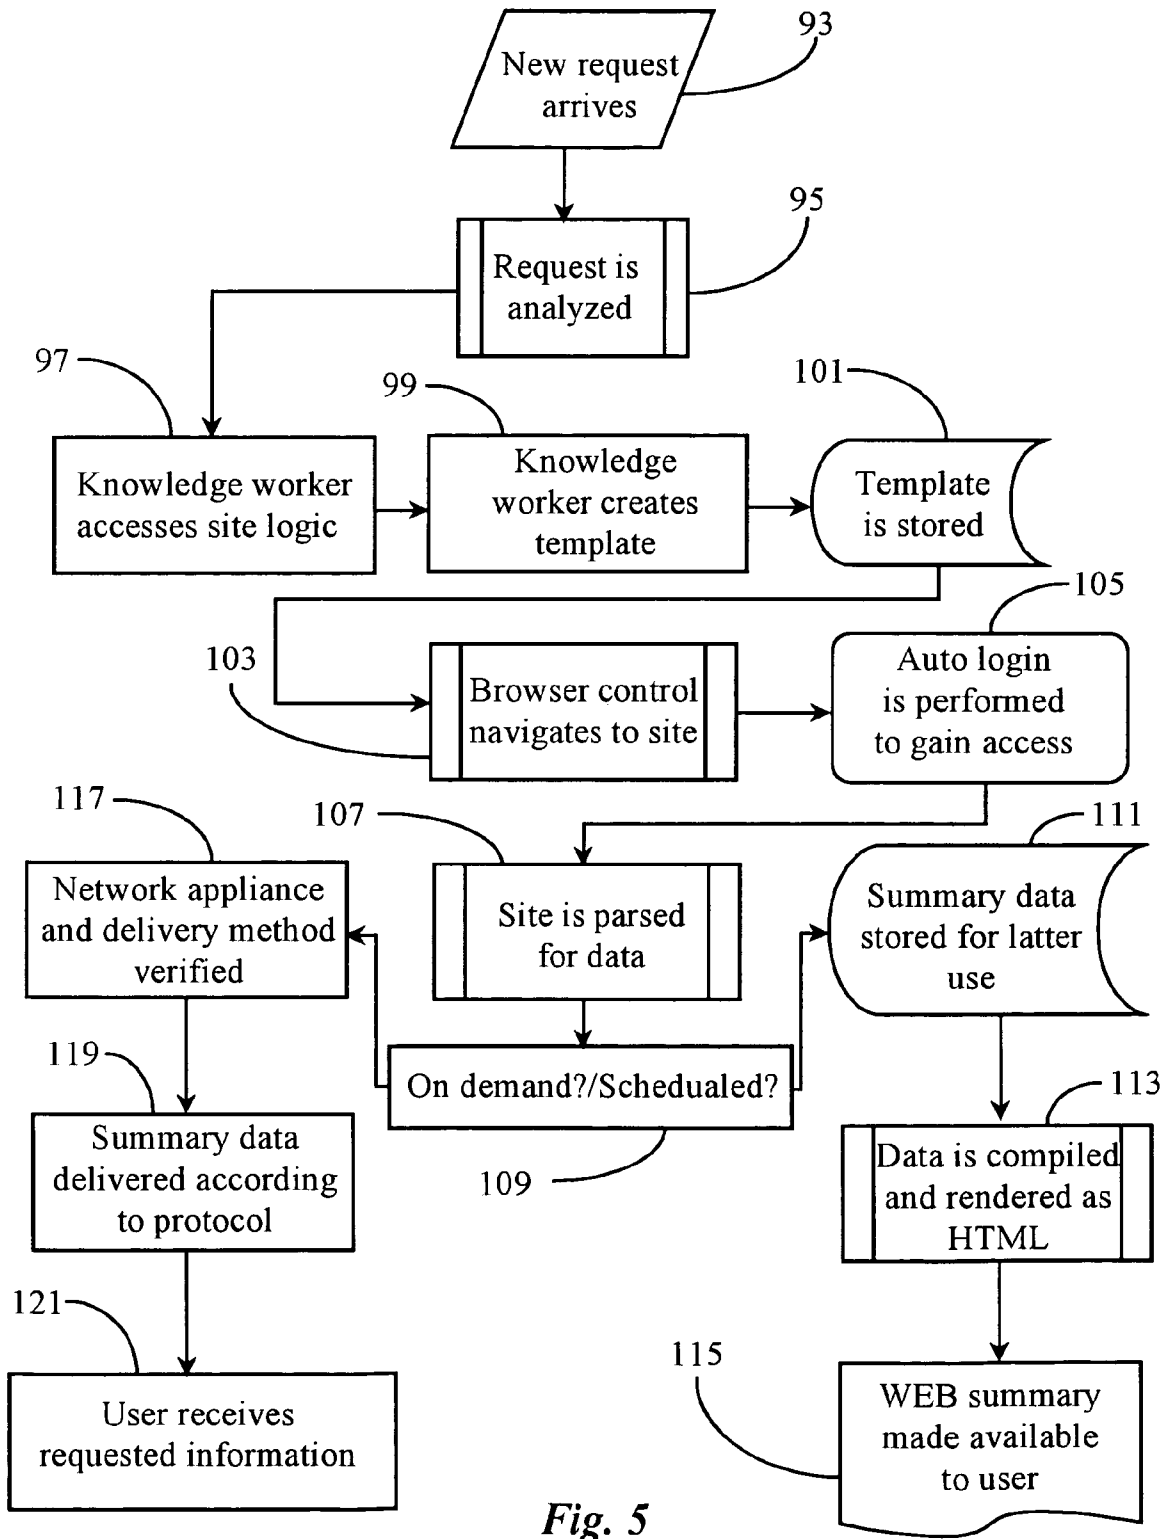 93
New request
arrives
95
Request is
analyzed
97
Knowledge worker
accesses site logic
99
Knowledge
worker creates
template
101
Template
is stored
103
Browser control
navigates to site
105
Auto login
is performed
to gain access
107
Site is parsed
for data
109
On demand?/Schedualed?
111
Summary data
stored for latter
use
113
Data is compiled
and rendered as
HTML
115
WEB summary
made available
to user
117
Network appliance
and delivery method
verified
119
Summary data
delivered according
to protocol
121
User receives
requested information
Fig. 5